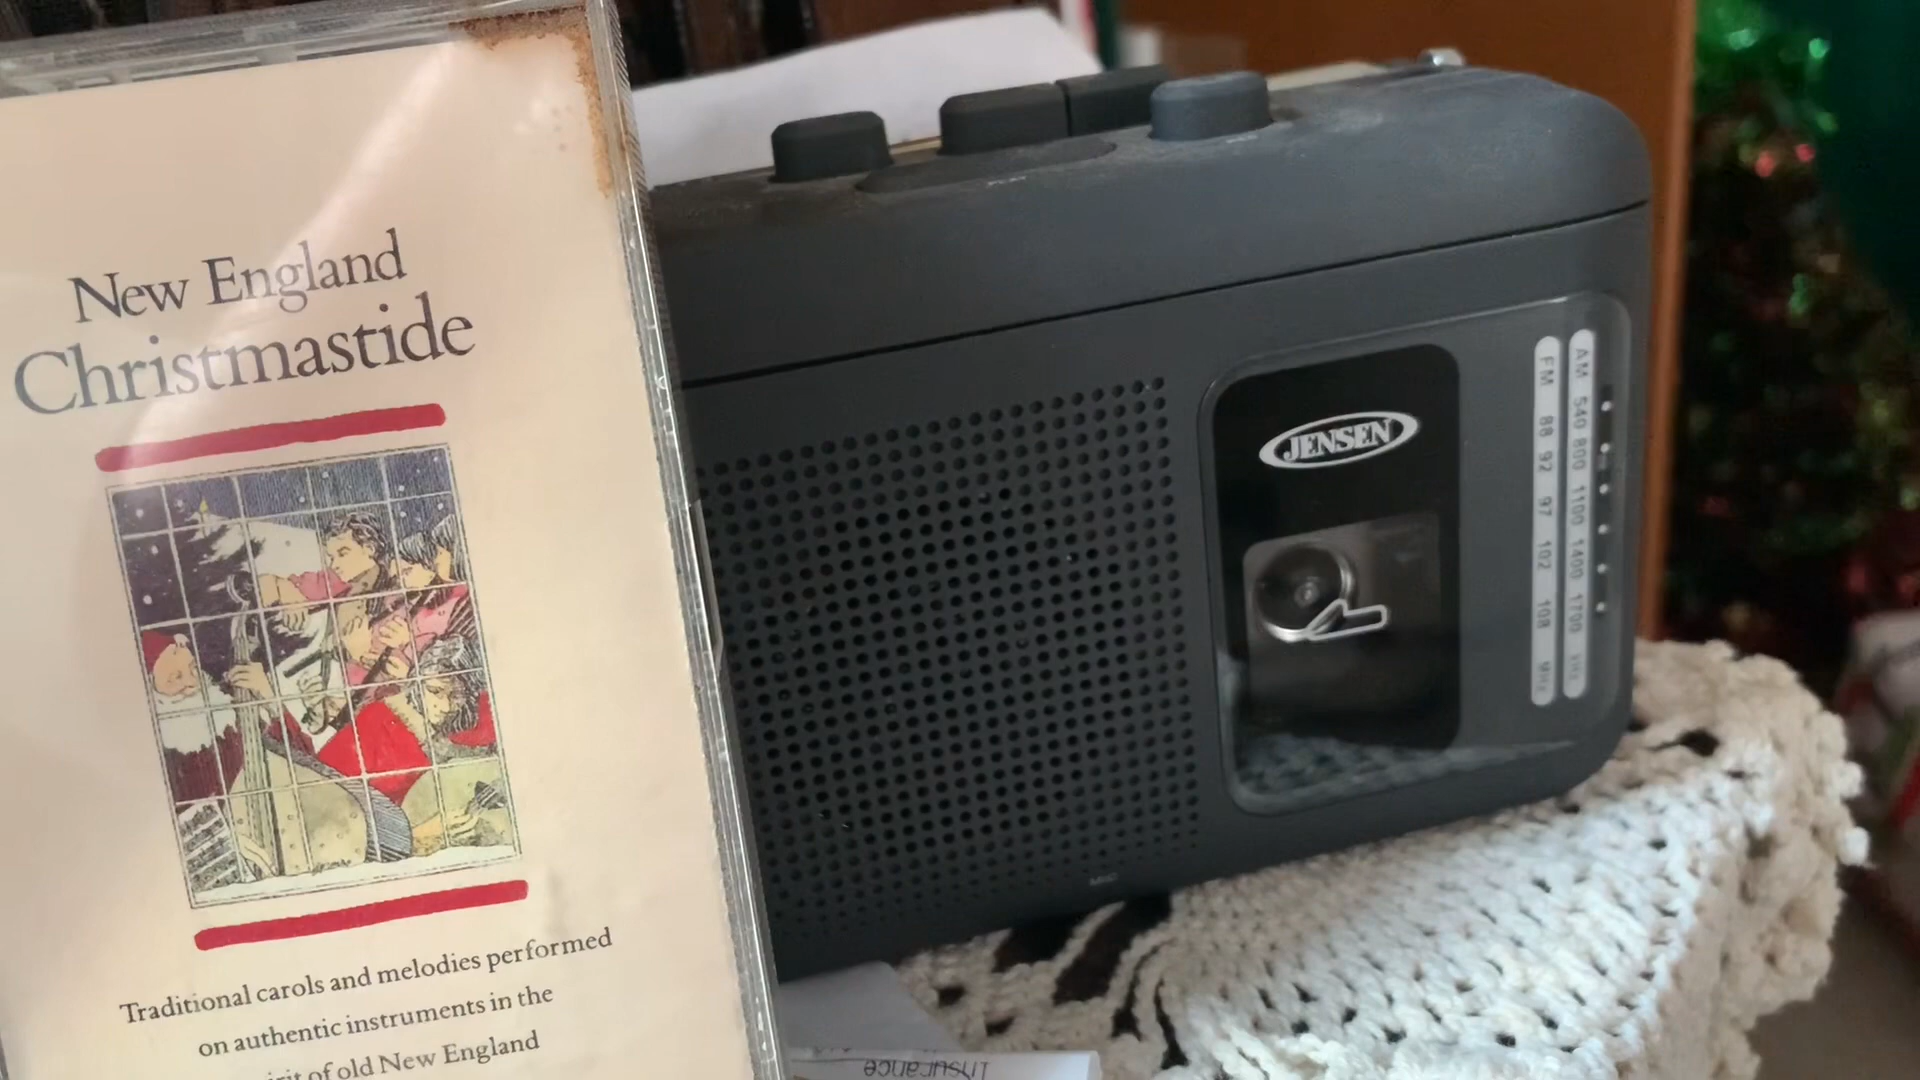 New England
Christmastide
Traditional carols and melodies performed
on authentic instruments in the
of old New England
JENSEN
AM 540 800 1100 1400 1700 kHz
FM 88 92 97 102 108 MHz
MIC
Insurance